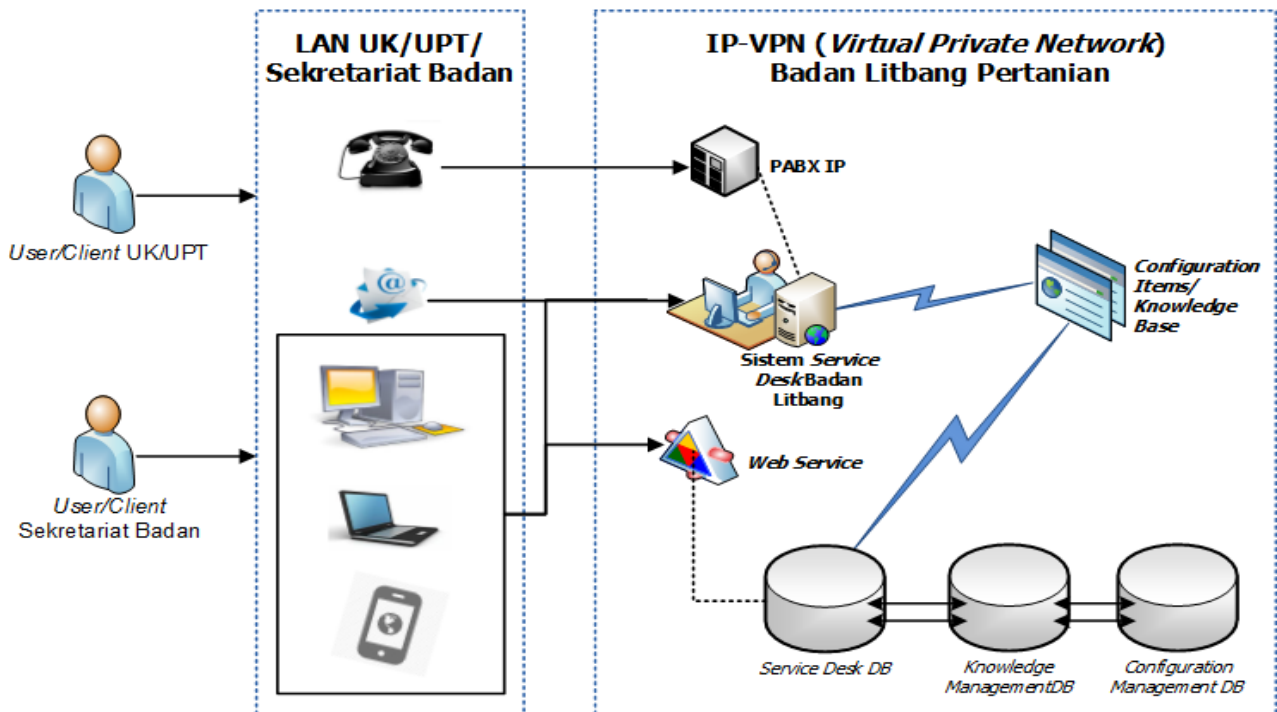 LAN UK/UPT/
Sekretariat Badan
IP-VPN (Virtual Private Network)
Badan Litbang Pertanian
PABX IP
User/Client UK/UPT
@
Configuration
Items/
Knowledge
Base
Sistem Service
Desk Badan
Litbang
Web Service
User/Client
Sekretariat Badan
Service Desk DB
Knowledge
ManagementDB
Configuration
Management DB